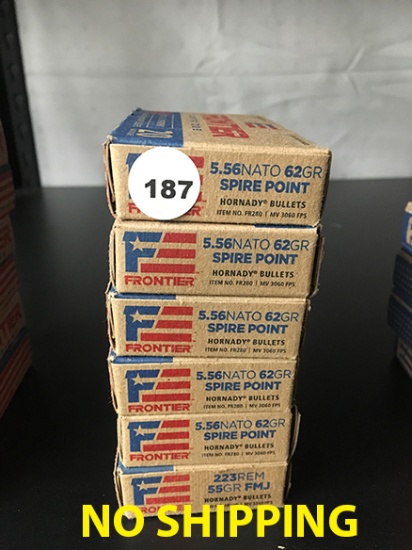 20
5.56NATO 62GR
SPIRE POINT
187
HORNADY® BULLETS
ITEM NO. FR280 | MV 3060 FPS
FRONTIER
5.56NATO 62GR
SPIRE POINT
HORNADY® BULLETS
ITEM NO. FR280 | MV 3060 FPS
FRONTIER
5.56NATO 62GR
SPIRE POINT
HORNADY® BULLETS
ITEM NO. FR280 | MV 3060 FPS
FRONTIER
5.56NATO 62GR
SPIRE POINT
HORNADY® BULLETS
ITEM NO. FR280 | MV 3060 FPS
FRONTIER
5.56NATO 62GR
SPIRE POINT
HORNADY® BULLETS
ITEM NO. FR280 | MV 3060 FPS
FRONTIER
223REM
55GR FMJ
HORNADY® BULLETS
NO SHIPPING